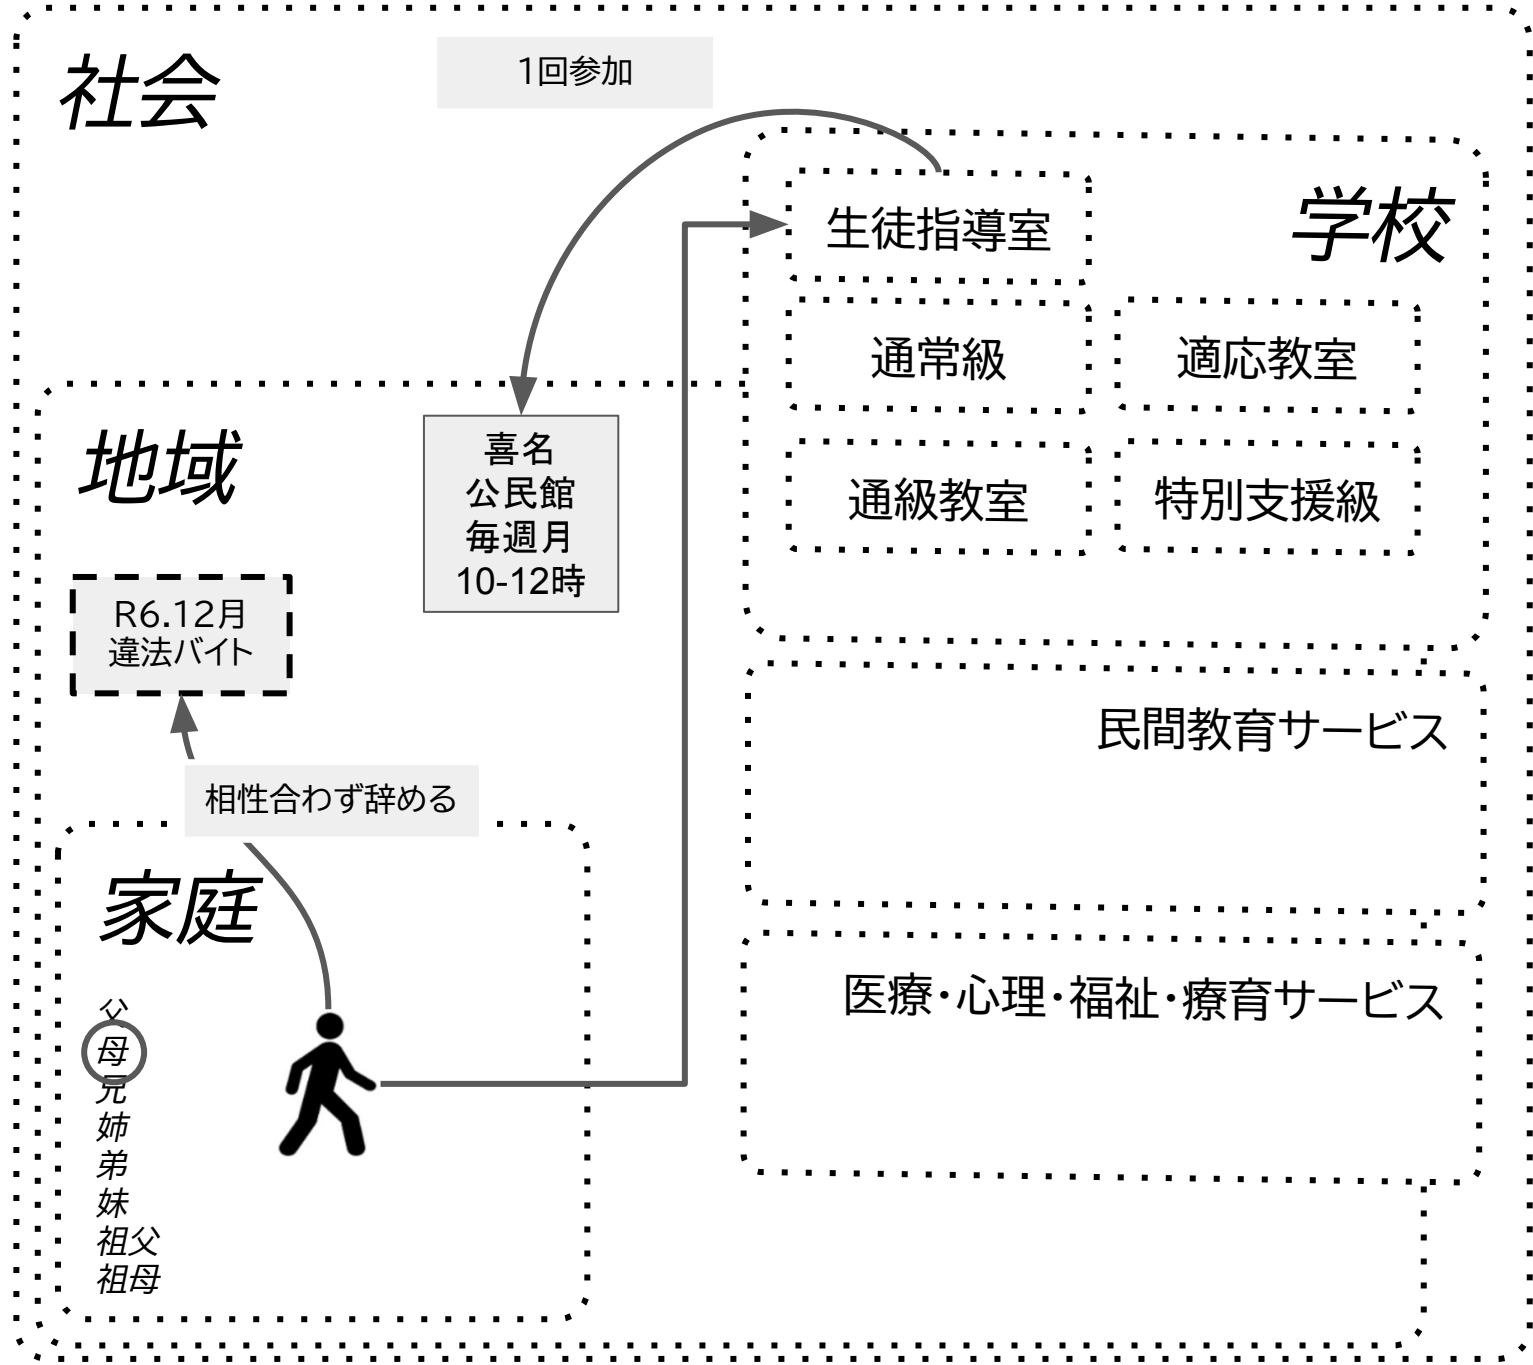 社会
1回参加
学校
生徒指導室
通常級
適応教室
通級教室
特別支援級
地域
喜名
公民館
毎週月
10-12時
R6.12月
違法バイト
民間教育サービス
相性合わず辞める
家庭
医療・心理・福祉・療育サービス
父
母
兄
姉
弟
妹
祖父
祖母